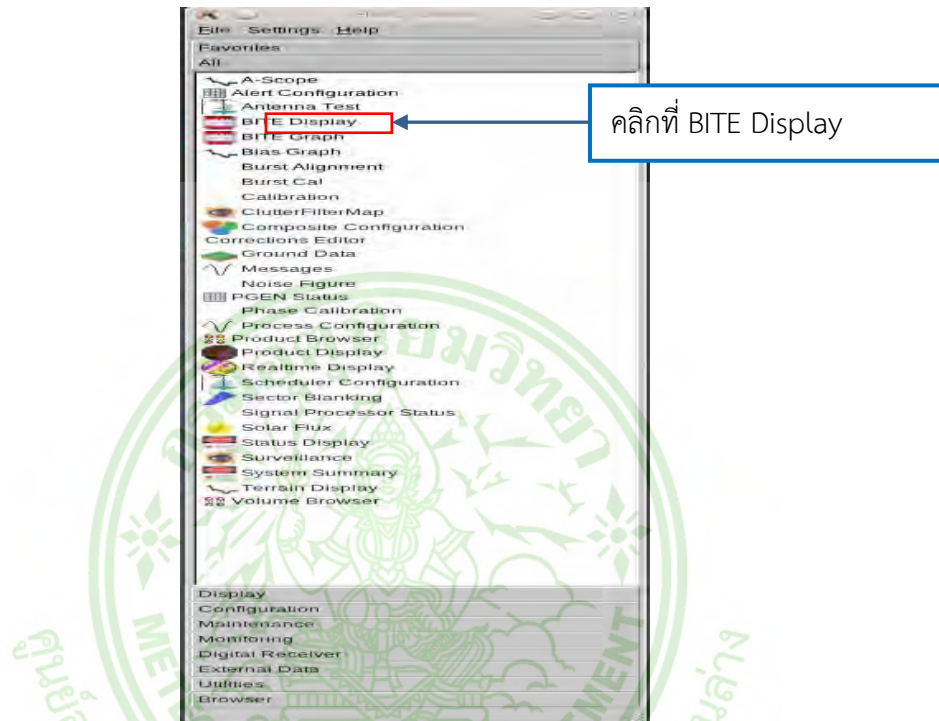 File Settings Help
Favorites
All
A-Scope
Alert Configuration
Antenna Test
BITE Display
คลิกที่ BITE Display
BITE Graph
Bias Graph
Burst Alignment
Burst Cal
Calibration
ClutterFilterMap
Composite Configuration
Corrections Editor
Ground Data
Messages
Noise Figure
PGEN Status
Phase Calibration
Process Configuration
Product Browser
Product Display
Realtime Display
Scheduler Configuration
Sector Blanking
Signal Processor Status
Solar Flux
Status Display
Surveillance
System Summary
Terrain Display
Volume Browser
Display
Configuration
Maintenance
Monitoring
Digital Receiver
External Data
Utilities
Browser